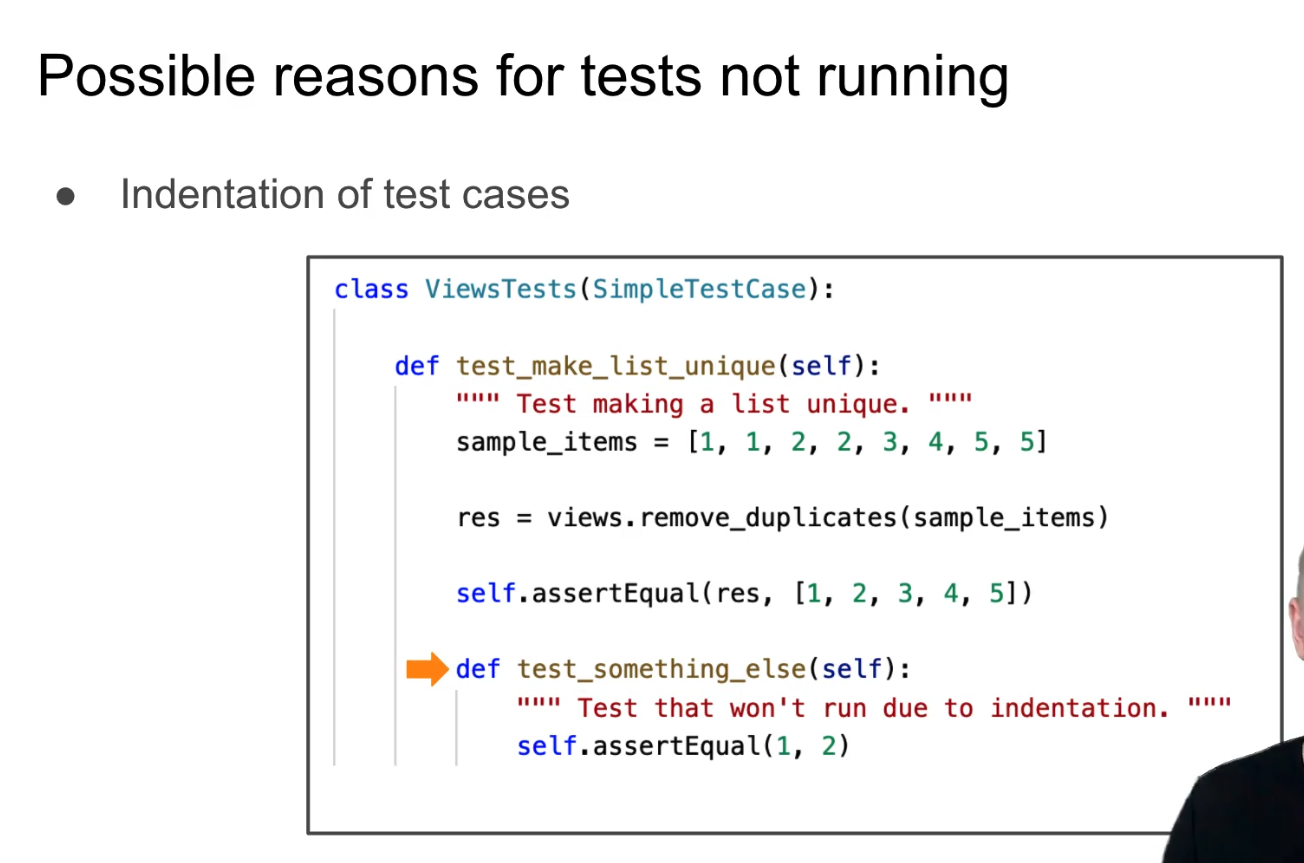 Possible reasons for tests not running
● Indentation of test cases
class ViewsTests(SimpleTestCase):
def test_make_list_unique(self):
""" Test making a list unique. """
sample_items = [1, 1, 2, 2, 3, 4, 5, 5]
res = views.remove_duplicates(sample_items)
self.assertEqual(res, [1, 2, 3, 4, 5])
def test_something_else(self):
""" Test that won't run due to indentation. """
self.assertEqual(1, 2)